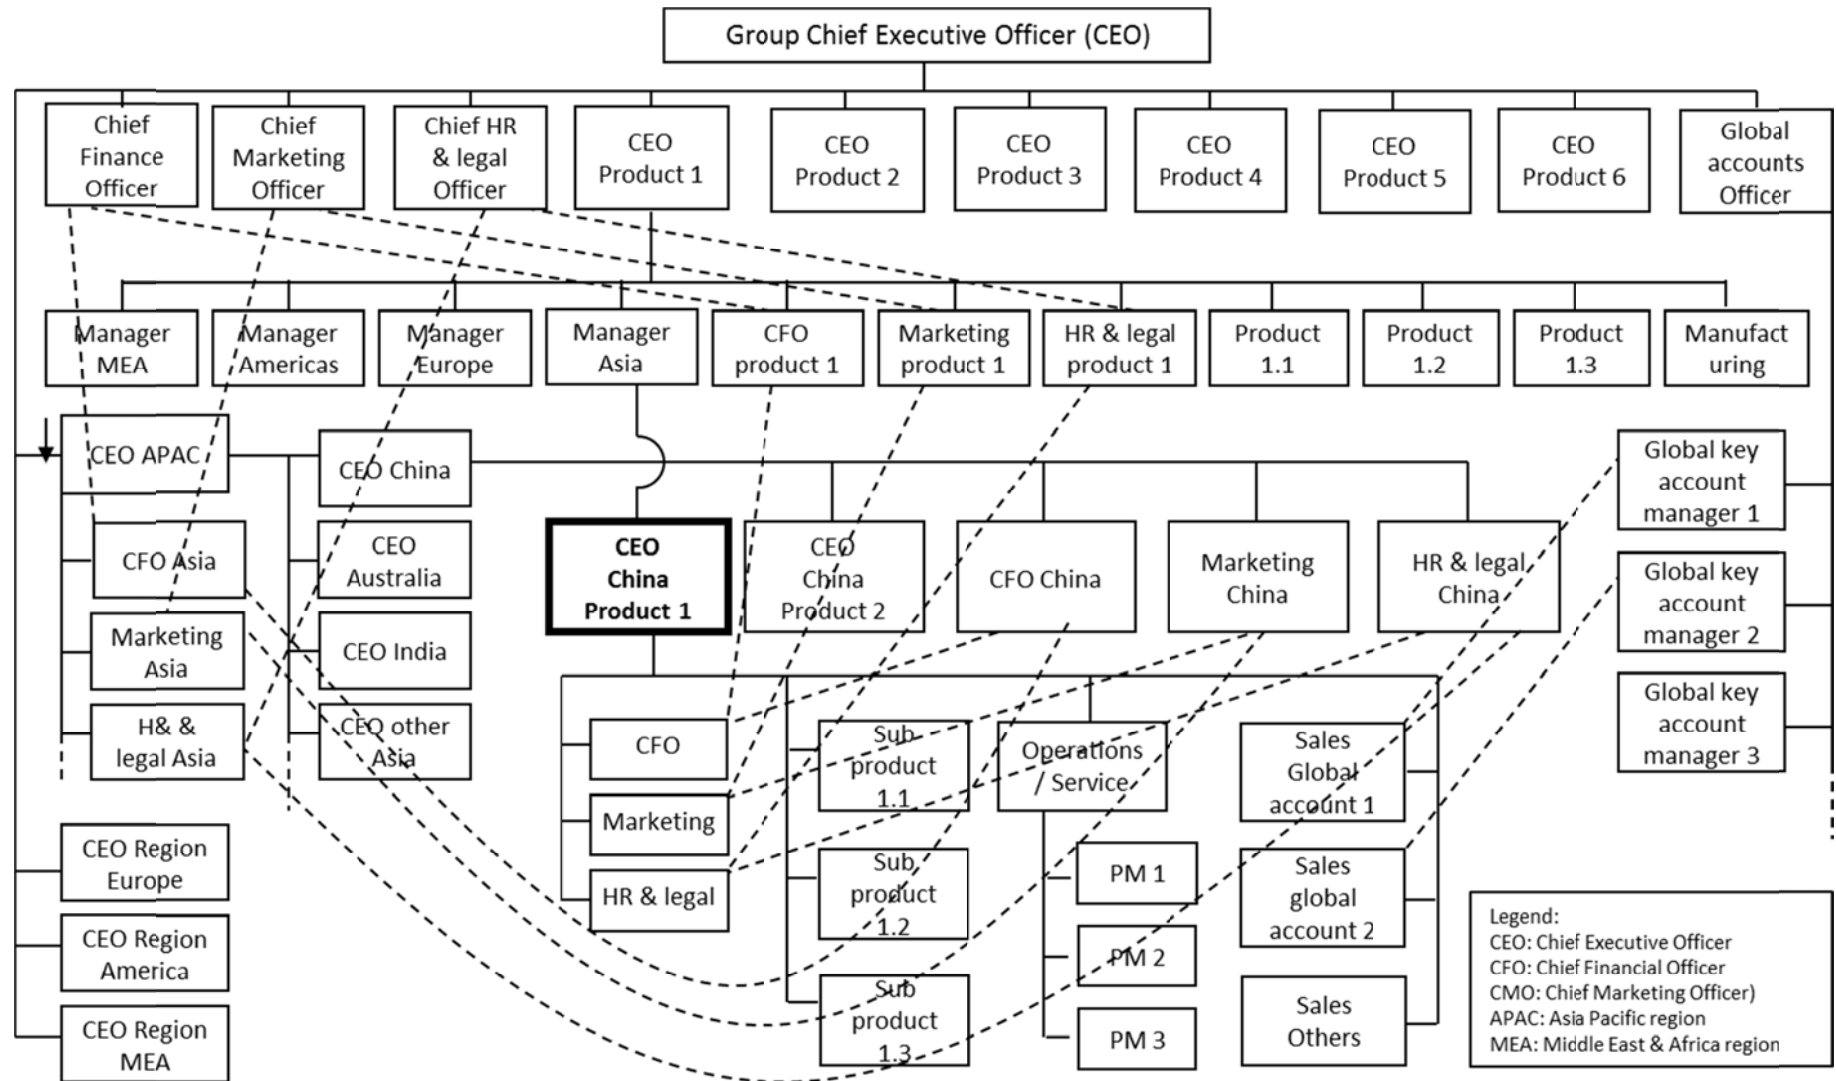 Group Chief Executive Officer (CEO)
Chief
Finance
Officer
Chief
Marketing
Officer
Chief HR
& legal
Officer
CEO
Product 1
CEO
Product 2
CEO
Product 3
CEO
Product 4
CEO
Product 5
CEO
Product 6
Global
accounts
Officer
Manager
MEA
Manager
Americas
Manager
Europe
Manager
Asia
CFO
product 1
Marketing
product 1
HR & legal
product 1
Product
1.1
Product
1.2
Product
1.3
Manufact
uring
CEO APAC
CFO Asia
Marketing
Asia
H& &
legal Asia
CEO Region
Europe
CEO Region
America
CEO Region
MEA
CEO China
CEO
Australia
CEO India
CEO other
Asia
CEO
China
Product 1
CEO
China
Product 2
CFO China
Marketing
China
HR & legal
China
CFO
Marketing
HR & legal
Sub
product
1.1
Sub
product
1.2
Sub
product
1.3
Operations
/ Service
PM 1
PM 2
PM 3
Sales
Global
account 1
Sales
global
account 2
Sales
Others
Global key
account
manager 1
Global key
account
manager 2
Global key
account
manager 3
Legend:
CEO: Chief Executive Officer
CFO: Chief Financial Officer
CMO: Chief Marketing Officer)
APAC: Asia Pacific region
MEA: Middle East & Africa region